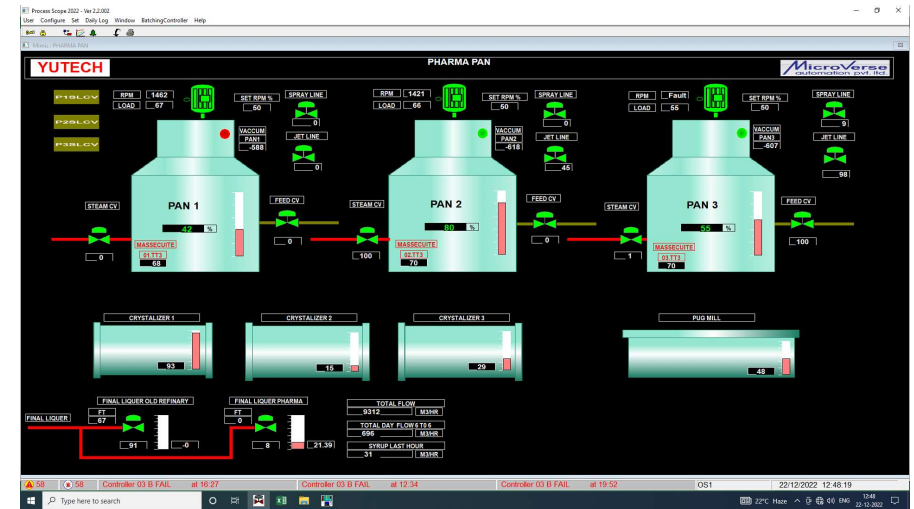 Process Scope 2022 - Ver 2.2.002
User Configure Set Daily Log Window BatchingController Help
Mimic : PHARMA PAN
YUTECH
PHARMA PAN
MicroVerse
automation pvt. ltd.
P1SLCV
P2SLCV
P3SLCV
RPM 1462
LOAD 67
SET RPM %
50
SPRAY LINE
0
VACCUM
PAN1
-588
JET LINE
0
STEAM CV
0
PAN 1
42 %
MASSECUITE
01.TT3
68
FEED CV
0
RPM 1421
LOAD 66
SET RPM %
50
SPRAY LINE
0
VACCUM
PAN2
-618
JET LINE
45
STEAM CV
100
PAN 2
80 %
MASSECUITE
02.TT3
70
FEED CV
0
RPM Fault
LOAD 55
SET RPM %
50
SPRAY LINE
9
VACCUM
PAN3
-607
JET LINE
98
STEAM CV
1
PAN 3
55 %
MASSECUITE
03.TT3
70
FEED CV
100
CRYSTALIZER 1
93
CRYSTALIZER 2
15
CRYSTALIZER 3
29
PUG MILL
48
FINAL LIQUER
FINAL LIQUER OLD REFINARY
FT
67
91
-0
FINAL LIQUER PHARMA
FT
0
8
21.39
TOTAL FLOW
9312 M3/HR
TOTAL DAY FLOW 6 TO 6
696 M3/HR
SYRUP LAST HOUR
31 M3/HR
58 58 Controller 03 B FAIL at 16:27 Controller 03 B FAIL at 12:34 Controller 03 B FAIL at 19:52 OS1 22/12/2022 12:48:19
Type here to search
22°C Haze ENG 12:48
22-12-2022